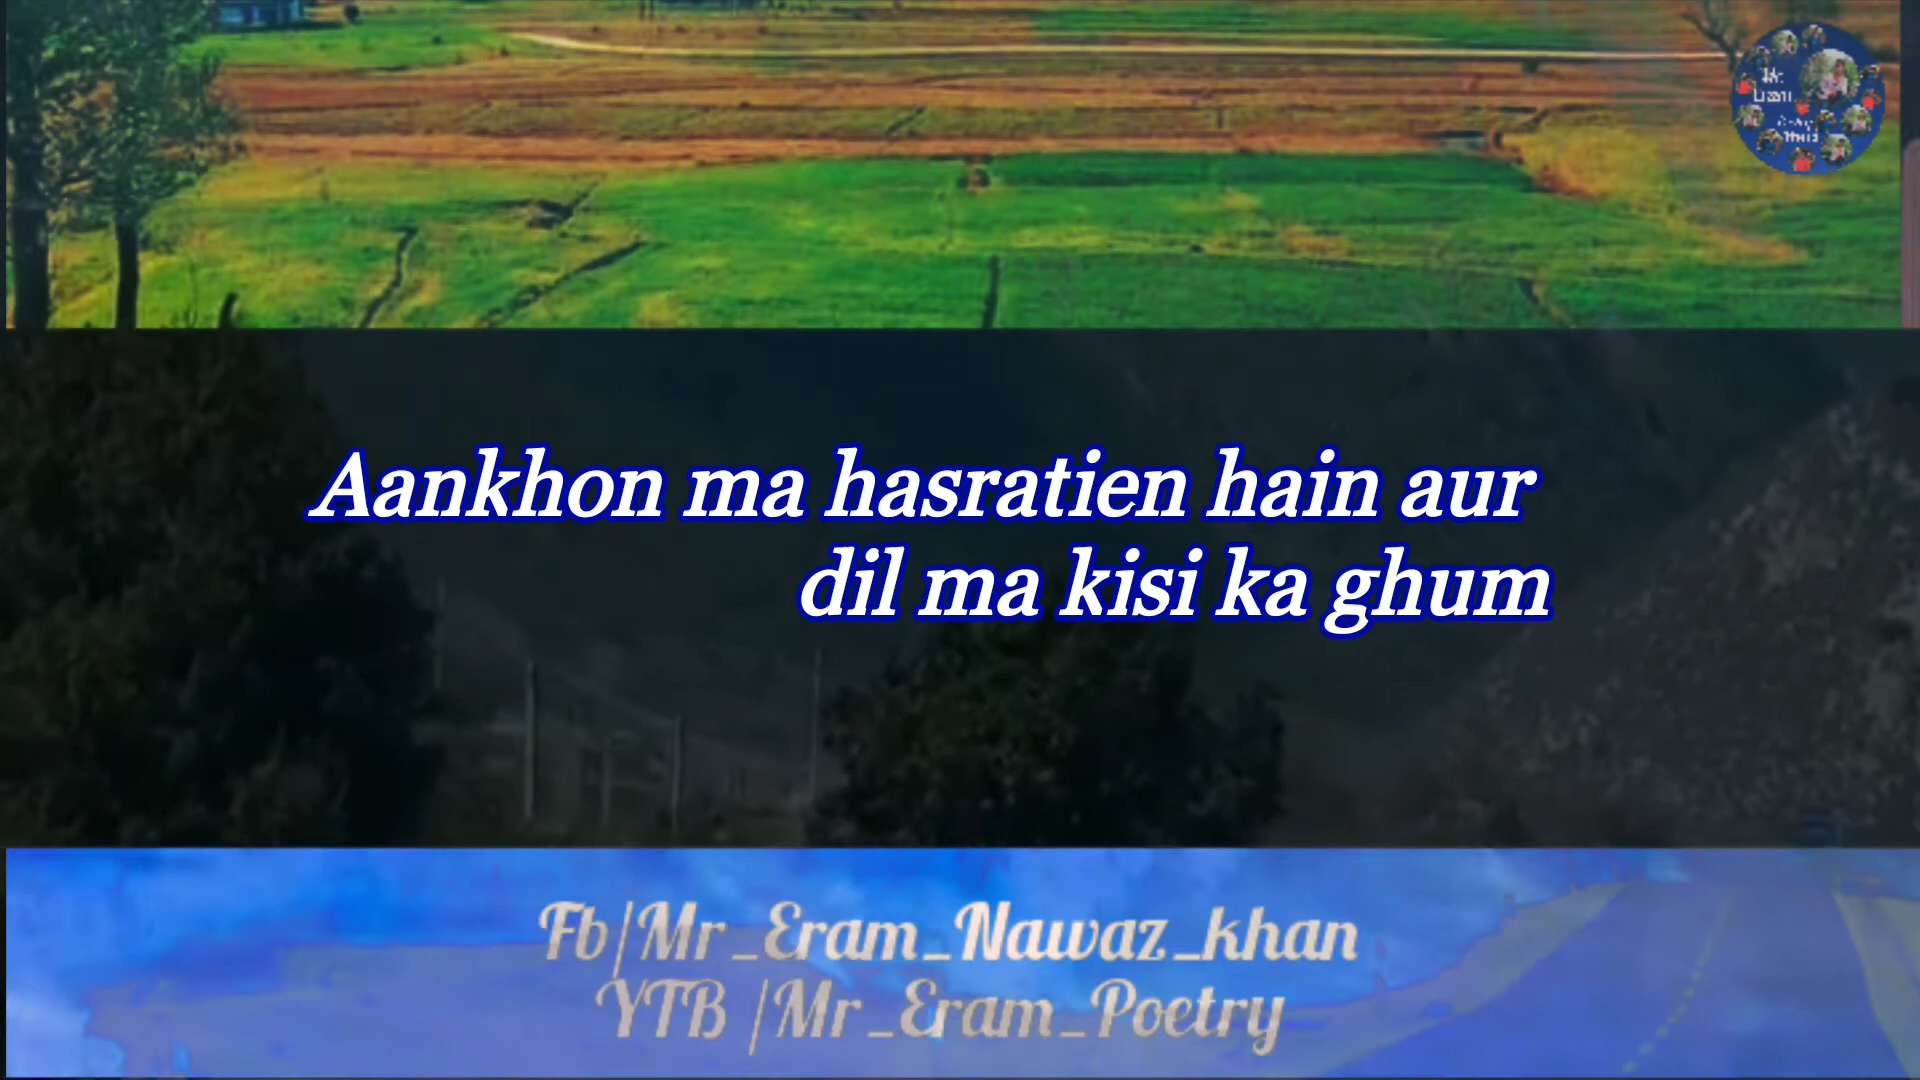 Aankhon ma hasratien hain aur
dil ma kisi ka ghum
Fb/Mr_Eram_Nawaz_khan
YTB /Mr_Eram_Poetry